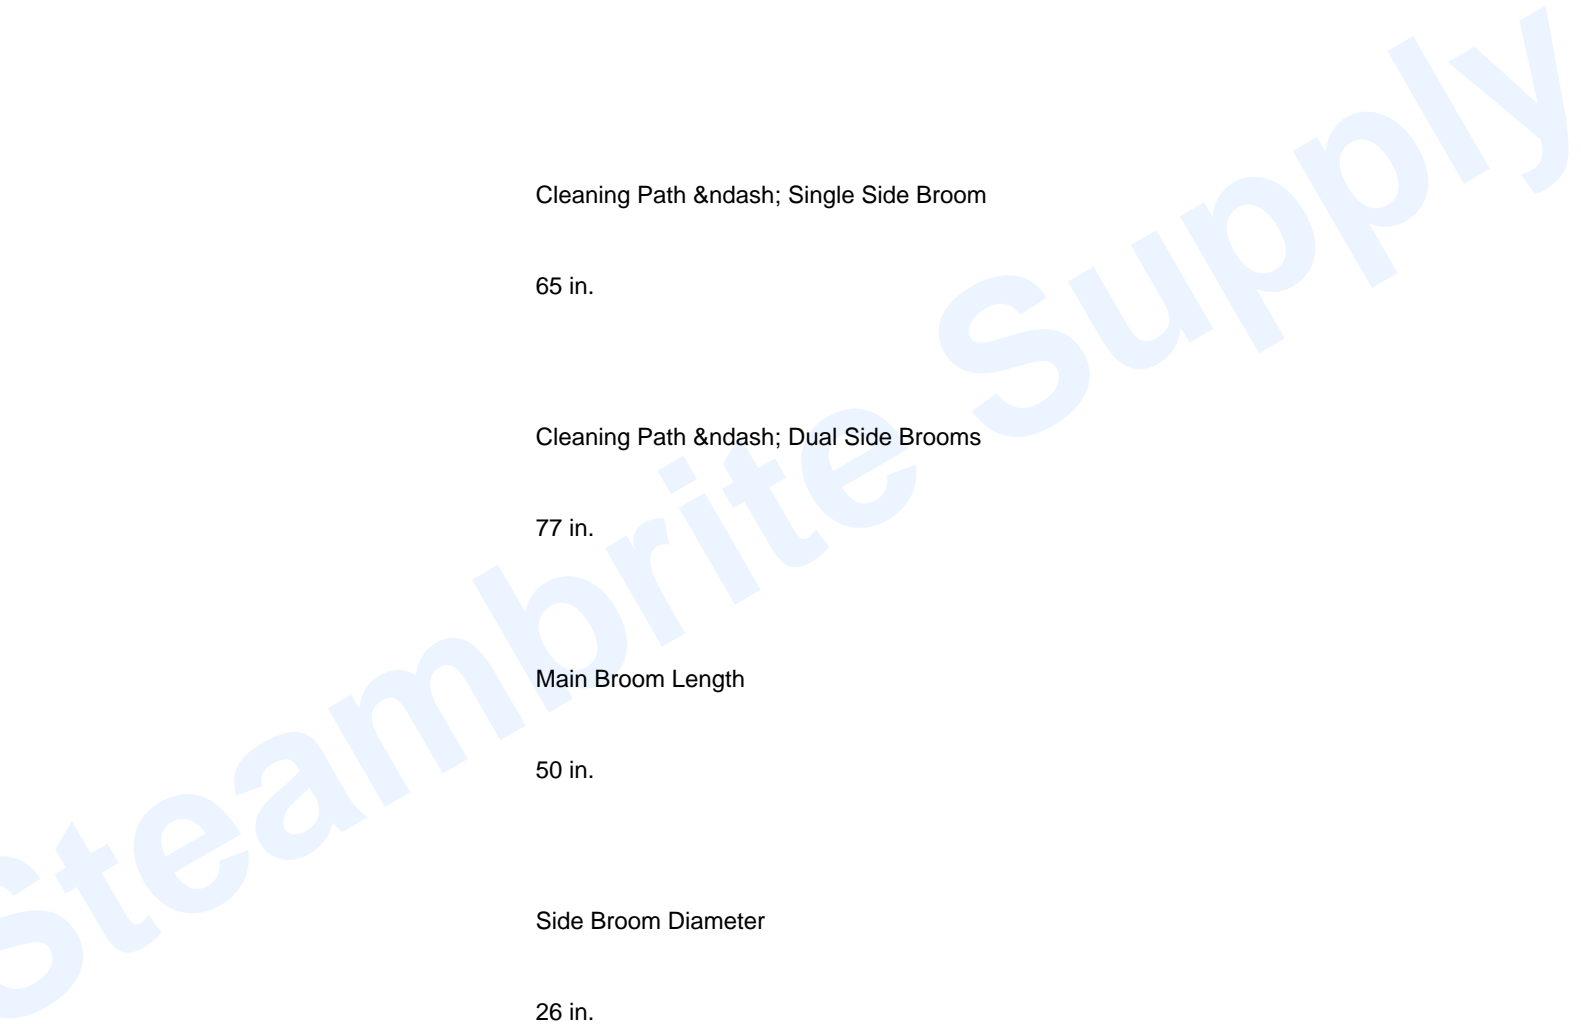 Cleaning Path &ndash; Single Side Broom
65 in.
Cleaning Path &ndash; Dual Side Brooms
77 in.
Main Broom Length
50 in.
Side Broom Diameter
26 in.
Steambrite Supply